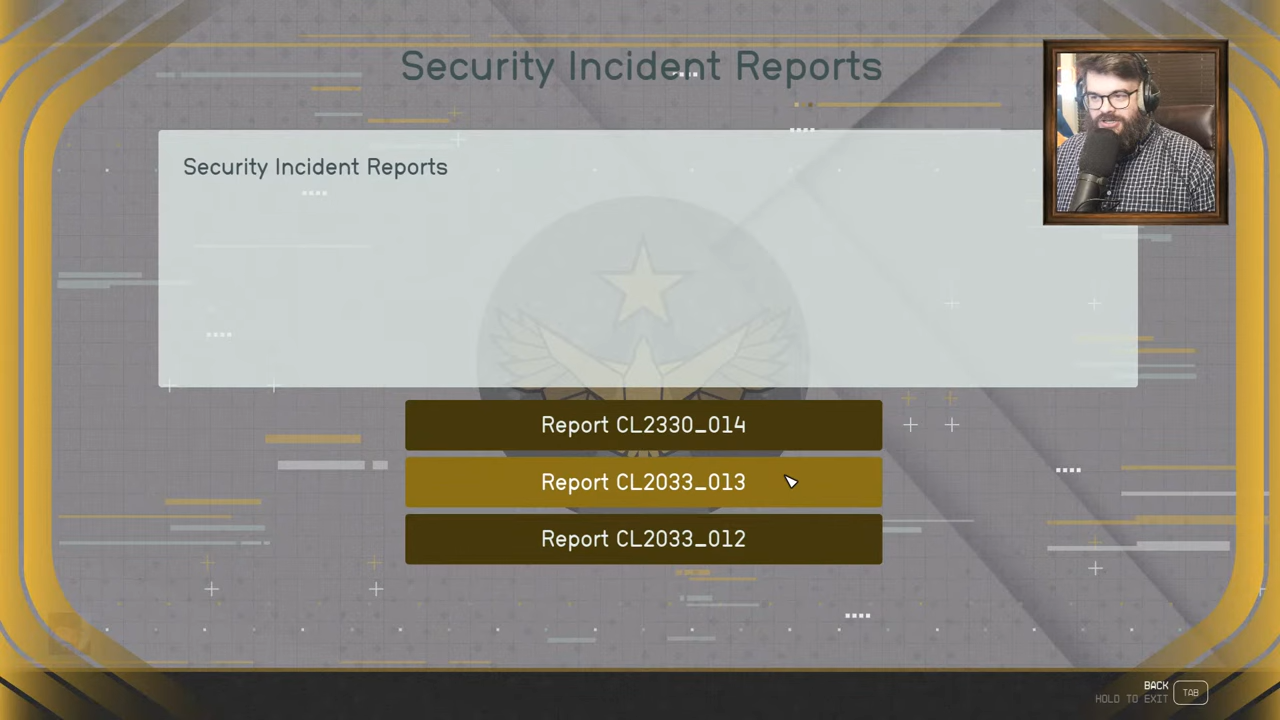 Security Incident Reports
Security Incident Reports
Report CL2330_014
Report CL2033_013
Report CL2033_012
BACK
HOLD TO EXIT
TAB